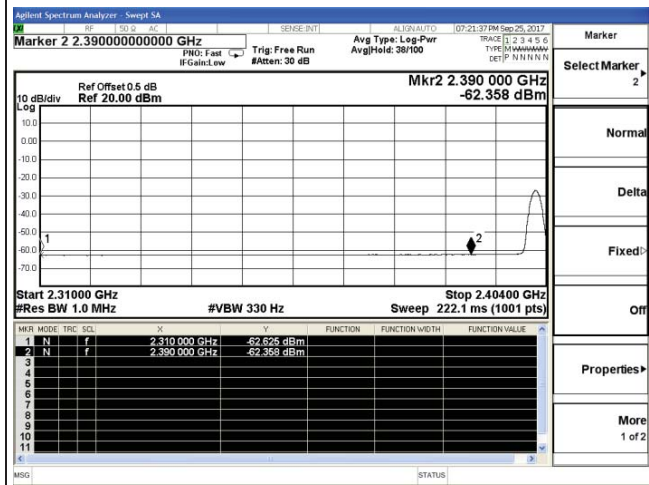 Agilent Spectrum Analyzer - Swept SA
RF 50 Ω AC SENSE:INT ALIGNAUTO 07:21:37 PM Sep 25, 2017
Marker 2 2.390000000000 GHz
PNO: Fast
IFGain:Low
Trig: Free Run
#Atten: 30 dB
Avg Type: Log-Pwr
Avg|Hold: 38/100
TRACE 1 2 3 4 5 6
TYPE M
DET P N N N N N
Ref Offset 0.5 dB
10 dB/div Ref 20.00 dBm
Log
Mkr2 2.390 000 GHz
-62.358 dBm
10.0
0.00
-10.0
-20.0
-30.0
-40.0
-50.0
-60.0
-70.0
1
2
Start 2.31000 GHz Stop 2.40400 GHz
#Res BW 1.0 MHz #VBW 330 Hz Sweep 222.1 ms (1001 pts)
MKR MODE TRC SCL X Y FUNCTION FUNCTION WIDTH FUNCTION VALUE
1 N f 2.310 000 GHz -62.625 dBm
2 N f 2.390 000 GHz -62.358 dBm
3
4
5
6
7
8
9
10
11
MSG STATUS
Marker
Select Marker
2
Normal
Delta
Fixed
Off
Properties
More
1 of 2